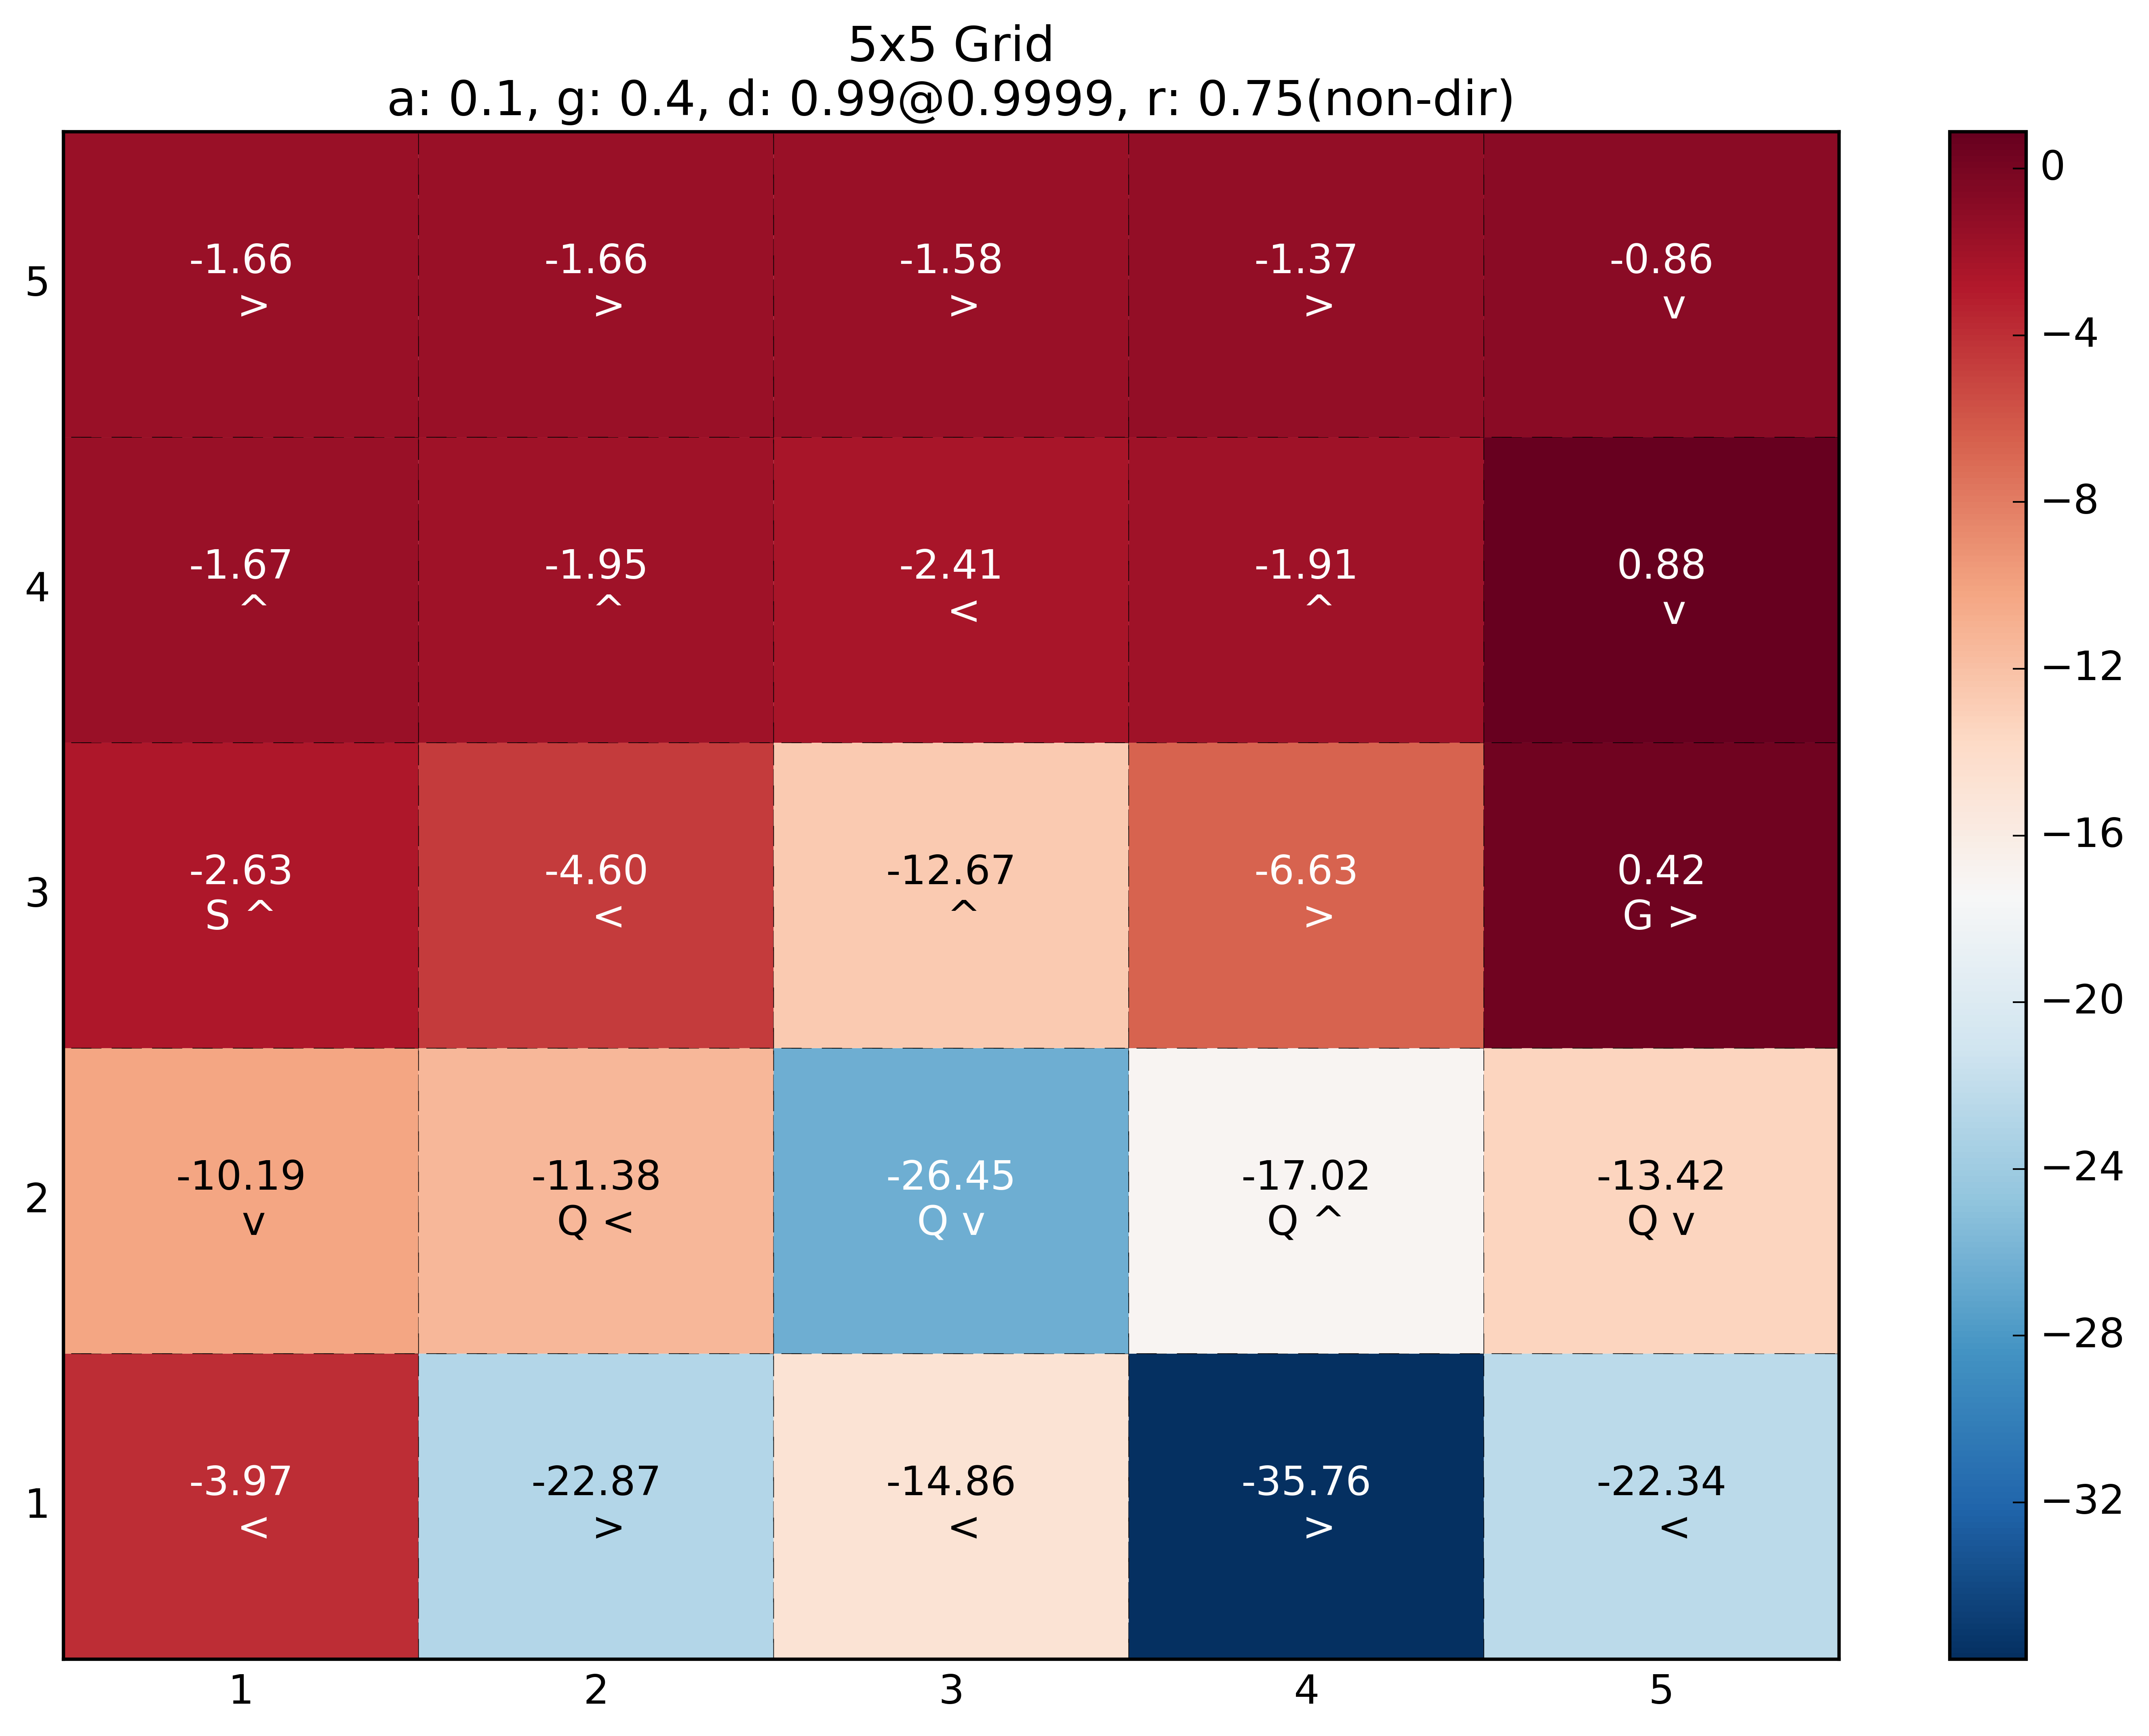 5x5 Grid
a: 0.1, g: 0.4, d: 0.99@0.9999, r: 0.75(non-dir)
5
-1.66 -1.66 -1.58 -1.37 -0.86
> > > > v
4
-1.67 -1.95 -2.41 -1.91 0.88
^ ^ < ^ v
3
-2.63 -4.60 -12.67 -6.63 0.42
S ^ < ^ > G >
2
-10.19 -11.38 -26.45 -17.02 -13.42
v Q < Q v Q ^ Q v
1
-3.97 -22.87 -14.86 -35.76 -22.34
< > < > <
1 2 3 4 5
0
−4
−8
−12
−16
−20
−24
−28
−32